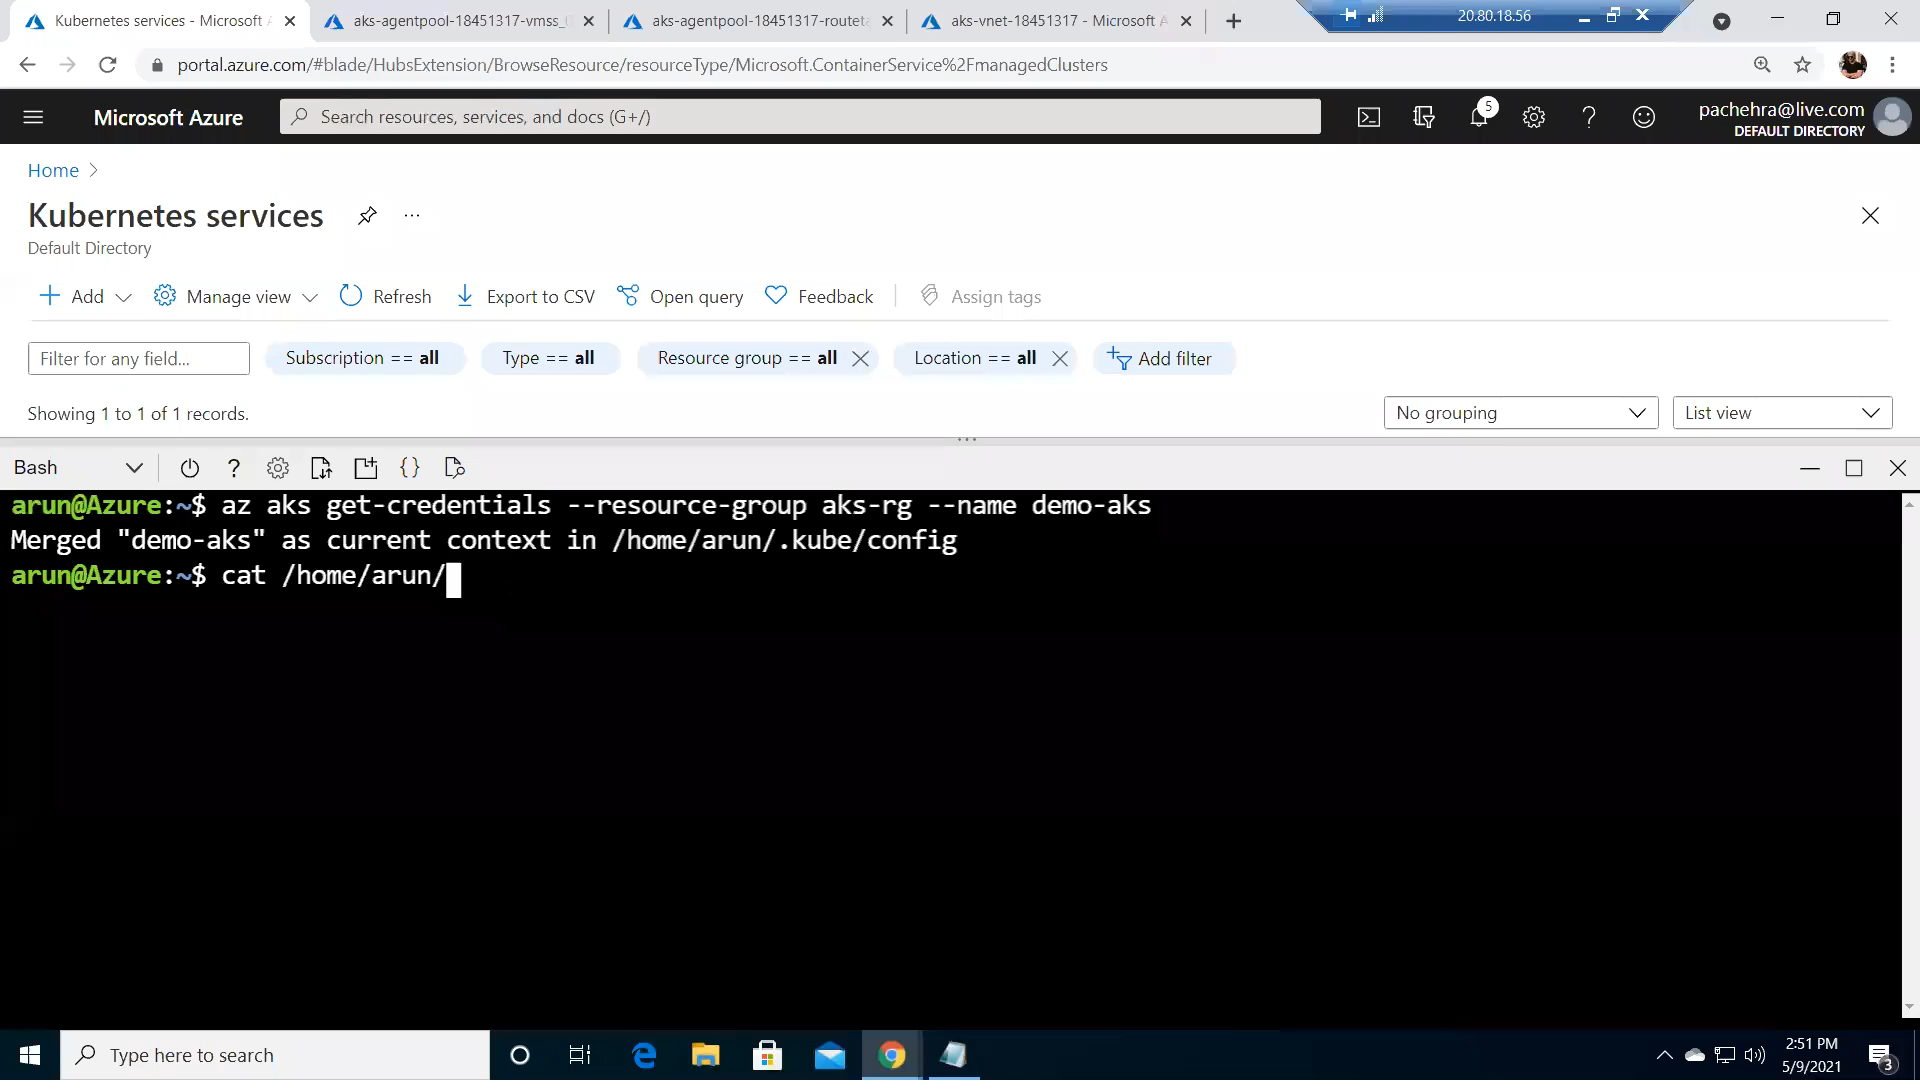 Kubernetes services - Microsoft A
aks-agentpool-18451317-vmss_0
aks-agentpool-18451317-routeta
aks-vnet-18451317 - Microsoft A
20.80.18.56
portal.azure.com/#blade/HubsExtension/BrowseResource/resourceType/Microsoft.ContainerService%2FmanagedClusters
Microsoft Azure
Search resources, services, and docs (G+/)
5
pachehra@live.com
DEFAULT DIRECTORY
Home
Kubernetes services
Default Directory
Add
Manage view
Refresh
Export to CSV
Open query
Feedback
Assign tags
Filter for any field...
Subscription == all
Type == all
Resource group == all
Location == all
Add filter
Showing 1 to 1 of 1 records.
No grouping
List view
Bash
arun@Azure:~$ az aks get-credentials --resource-group aks-rg --name demo-aks
Merged "demo-aks" as current context in /home/arun/.kube/config
arun@Azure:~$ cat /home/arun/
Type here to search
2:51 PM
5/9/2021
3